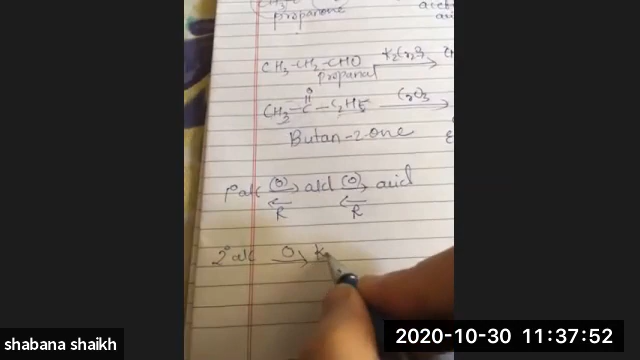 propanone
CH3-CH2-CHO K2Cr2O7
propanal
O
CH3-C-C2H5 CrO3
Butan-2-one
1° alc (O) ald (O) acid
R R
2° alc O K
shabana shaikh
2020-10-30 11:37:52